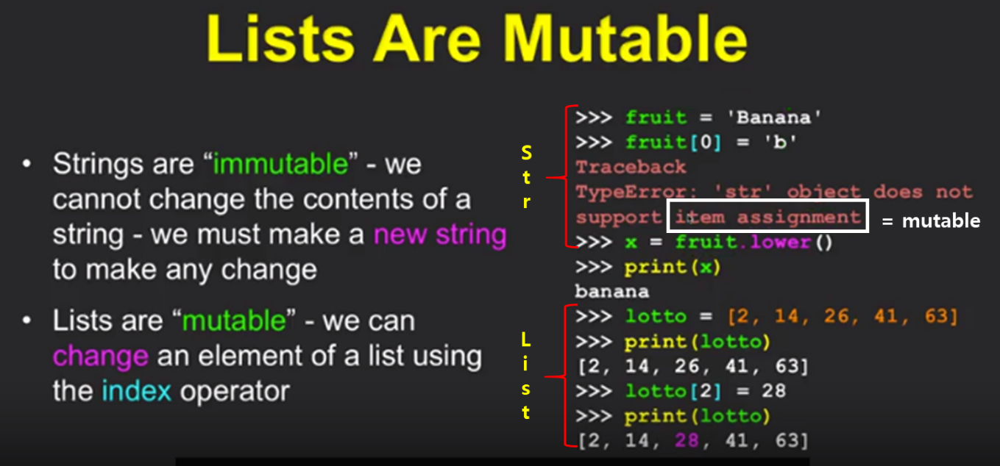 Lists Are Mutable
• Strings are “immutable” - we
cannot change the contents of a
string - we must make a new string
to make any change
• Lists are “mutable” - we can
change an element of a list using
the index operator
Str
>>> fruit = 'Banana'
>>> fruit[0] = 'b'
Traceback
TypeError: 'str' object does not
support item assignment = mutable
>>> x = fruit.lower()
>>> print(x)
banana
List
>>> lotto = [2, 14, 26, 41, 63]
>>> print(lotto)
[2, 14, 26, 41, 63]
>>> lotto[2] = 28
>>> print(lotto)
[2, 14, 28, 41, 63]